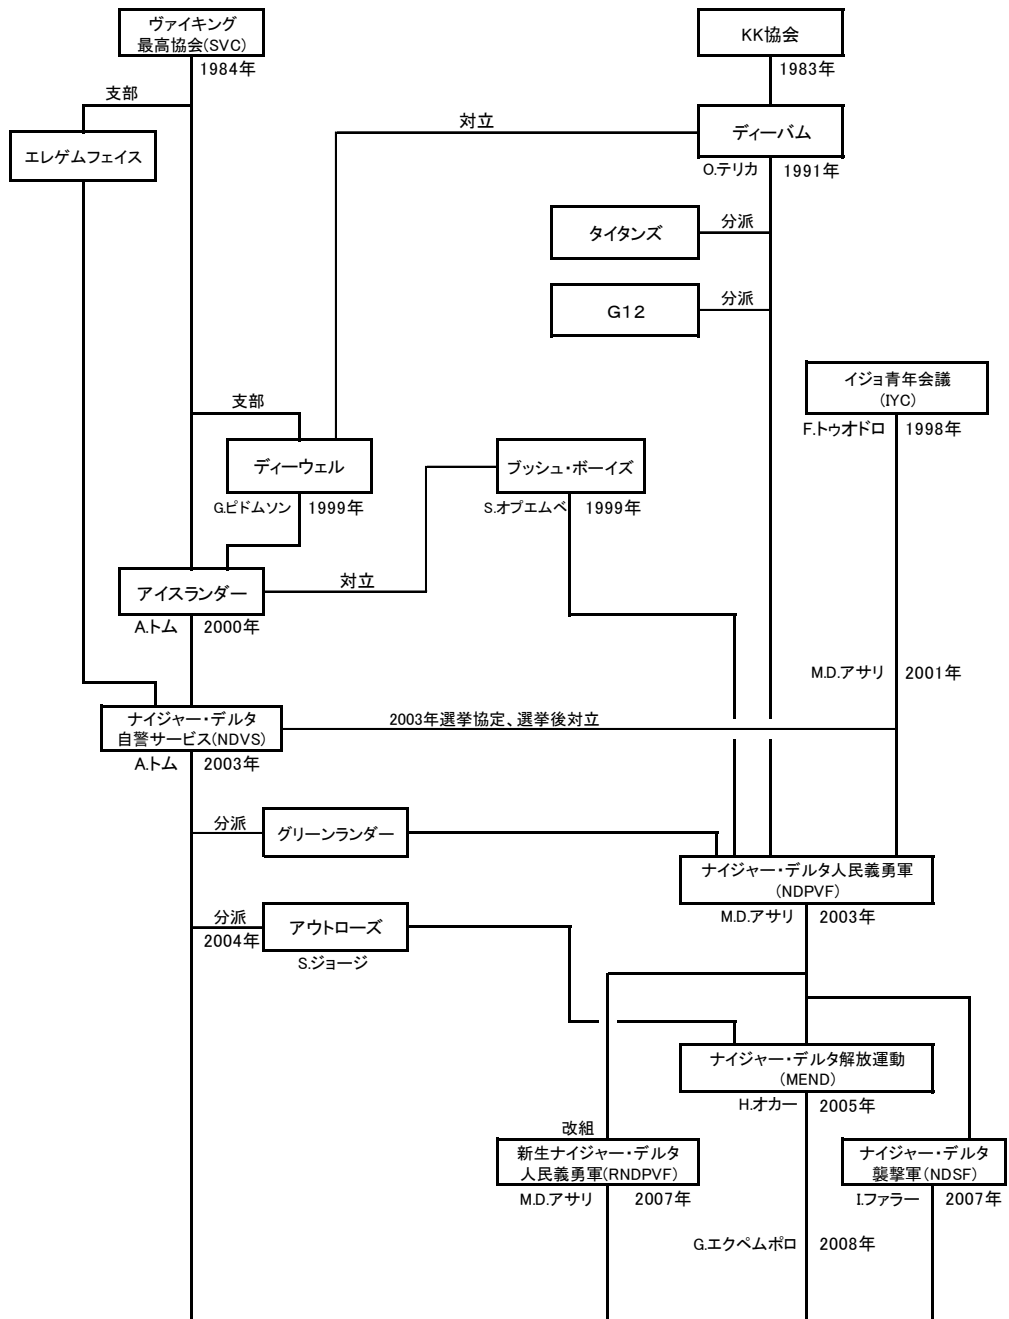 ヴァイキング
最高協会(SVC)
KK協会
1984年
1983年
支部
エレゲムフェイス
対立
ディーバム
O.テリカ 1991年
タイタンズ
分派
G12
分派
イジョ青年会議
(IYC)
F.トゥオドロ 1998年
支部
ディーウェル
G.ピドムソン 1999年
ブッシュ・ボーイズ
S.オプエムベ 1999年
アイスランダー
対立
A.トム 2000年
M.D.アサリ 2001年
ナイジャー・デルタ
自警サービス(NDVS)
2003年選挙協定、選挙後対立
A.トム 2003年
分派
グリーンランダー
ナイジャー・デルタ人民義勇軍
(NDPVF)
M.D.アサリ 2003年
分派
2004年
アウトローズ
S.ジョージ
ナイジャー・デルタ解放運動
(MEND)
H.オカー 2005年
改組
新生ナイジャー・デルタ
人民義勇軍(RNDPVF)
M.D.アサリ 2007年
ナイジャー・デルタ
襲撃軍(NDSF)
I.ファラー 2007年
G.エクペムポロ 2008年